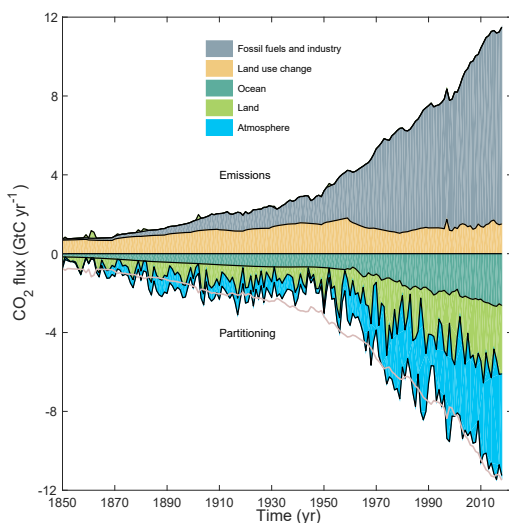 12
8
4
0
-4
-8
-12
CO2 flux (GtC yr-1)
Fossil fuels and industry
Land use change
Ocean
Land
Atmosphere
Emissions
Partitioning
1850 1870 1890 1910 1930 1950 1970 1990 2010
Time (yr)